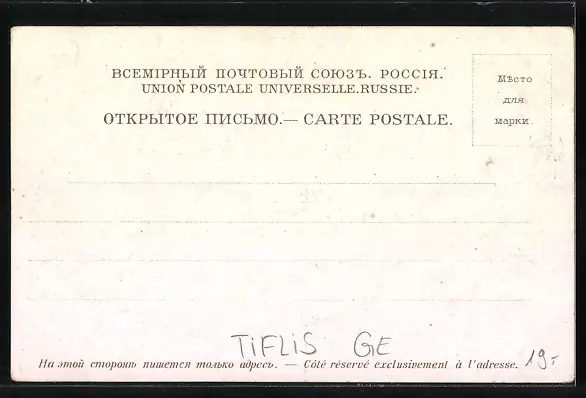 ВСЕМІРНЫЙ ПОЧТОВЫЙ СОЮЗЪ. РОССІЯ.
UNION POSTALE UNIVERSELLE.RUSSIE.
ОТКРЫТОЕ ПИСЬМО.— CARTE POSTALE.
Мѣсто
для
марки.
TIFLIS GE
19.-
На этой сторонѣ пишется только адресъ. — Côté réservé exclusivement à l'adresse.